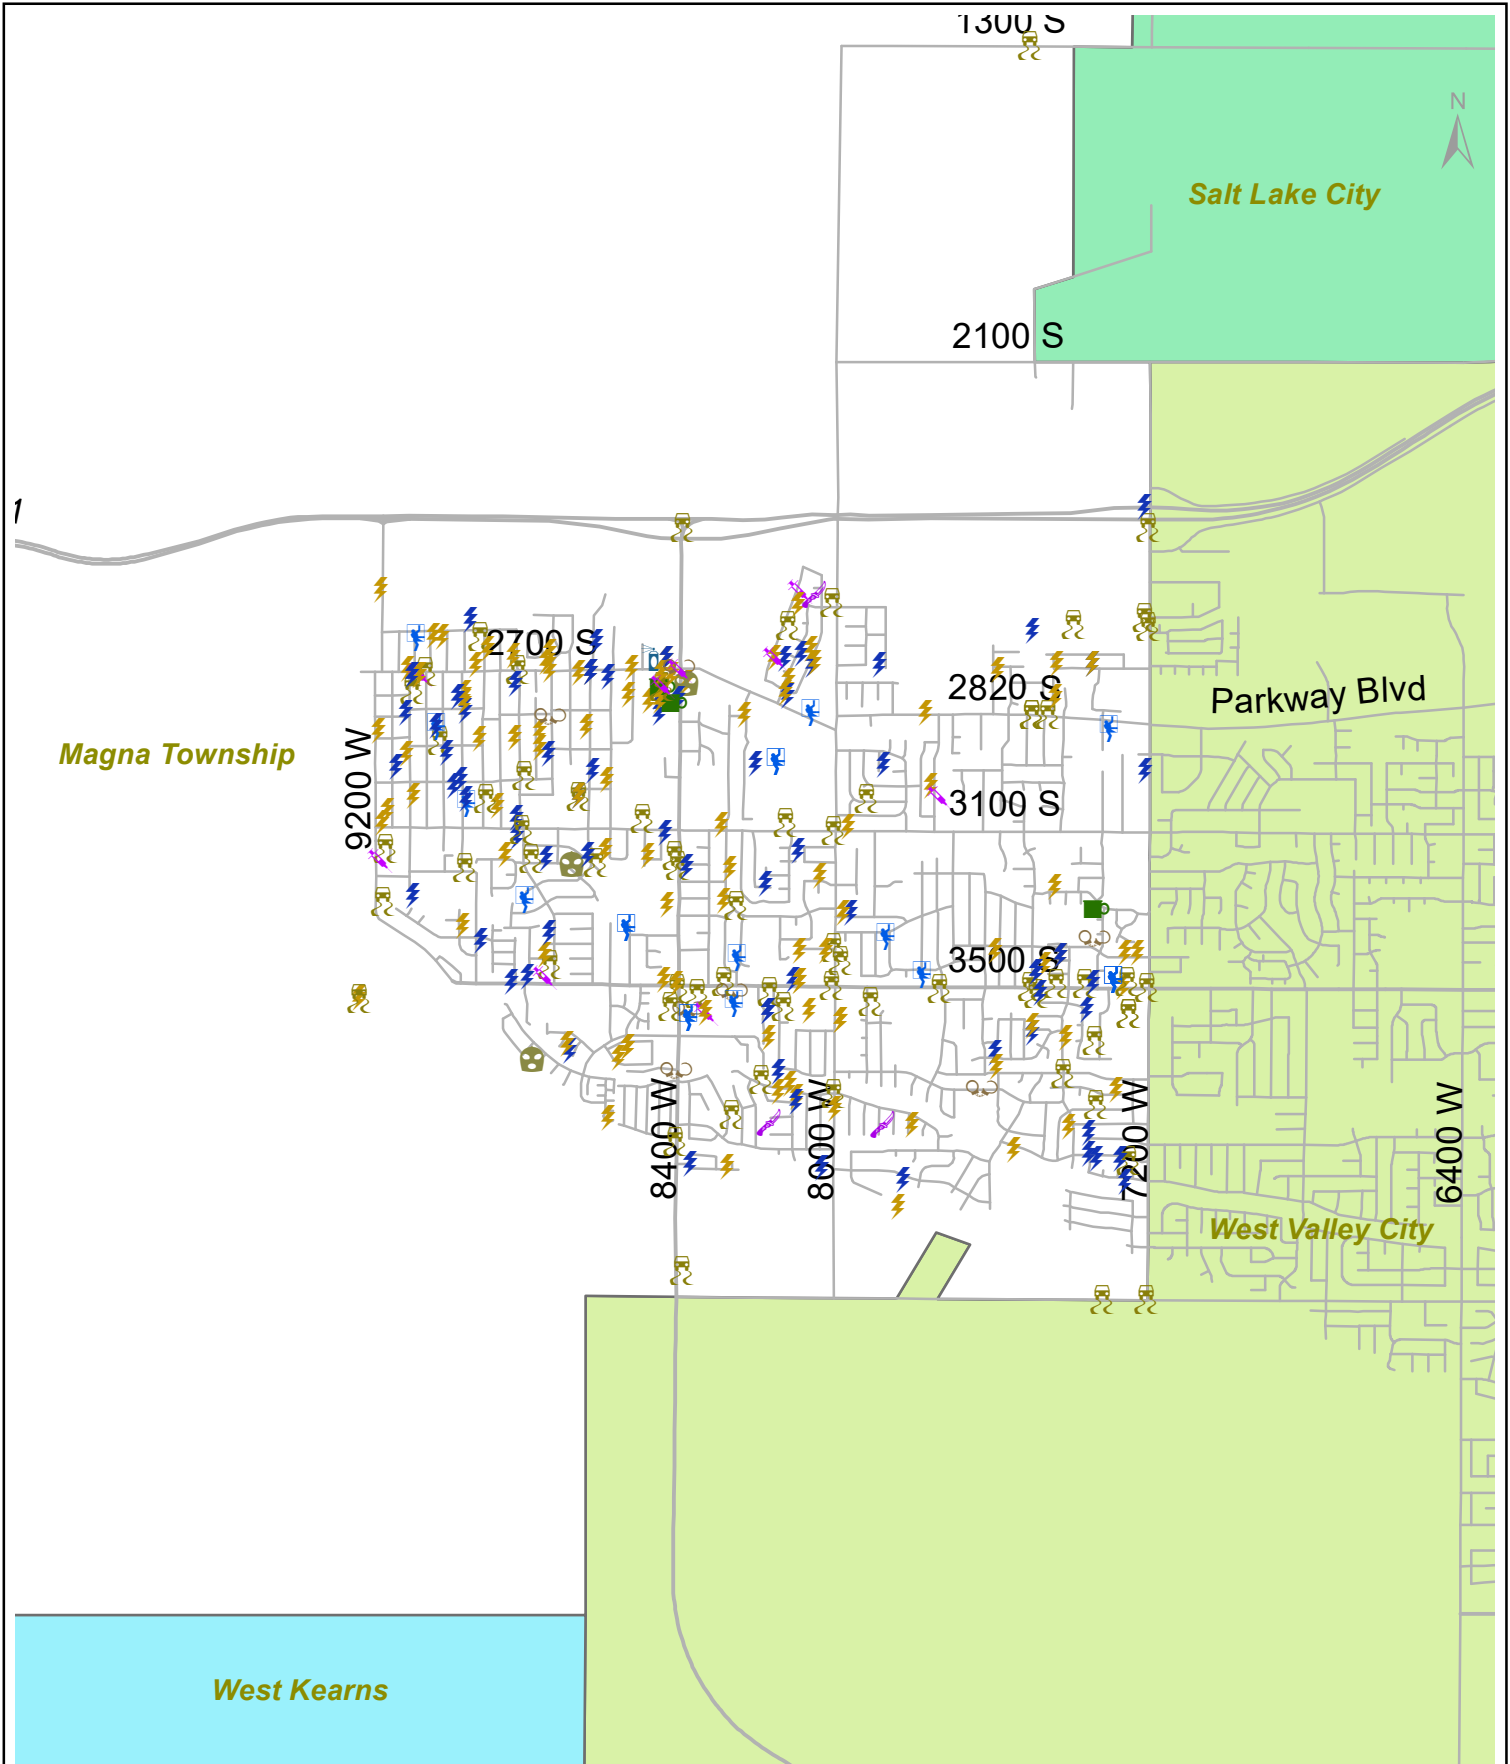 1300 S
N
Salt Lake City
2100 S
1
2700 S
2820 S
Parkway Blvd
Magna Township
9200 W
3100 S
3500 S
8400 W
8000 W
7200 W
6400 W
West Valley City
West Kearns